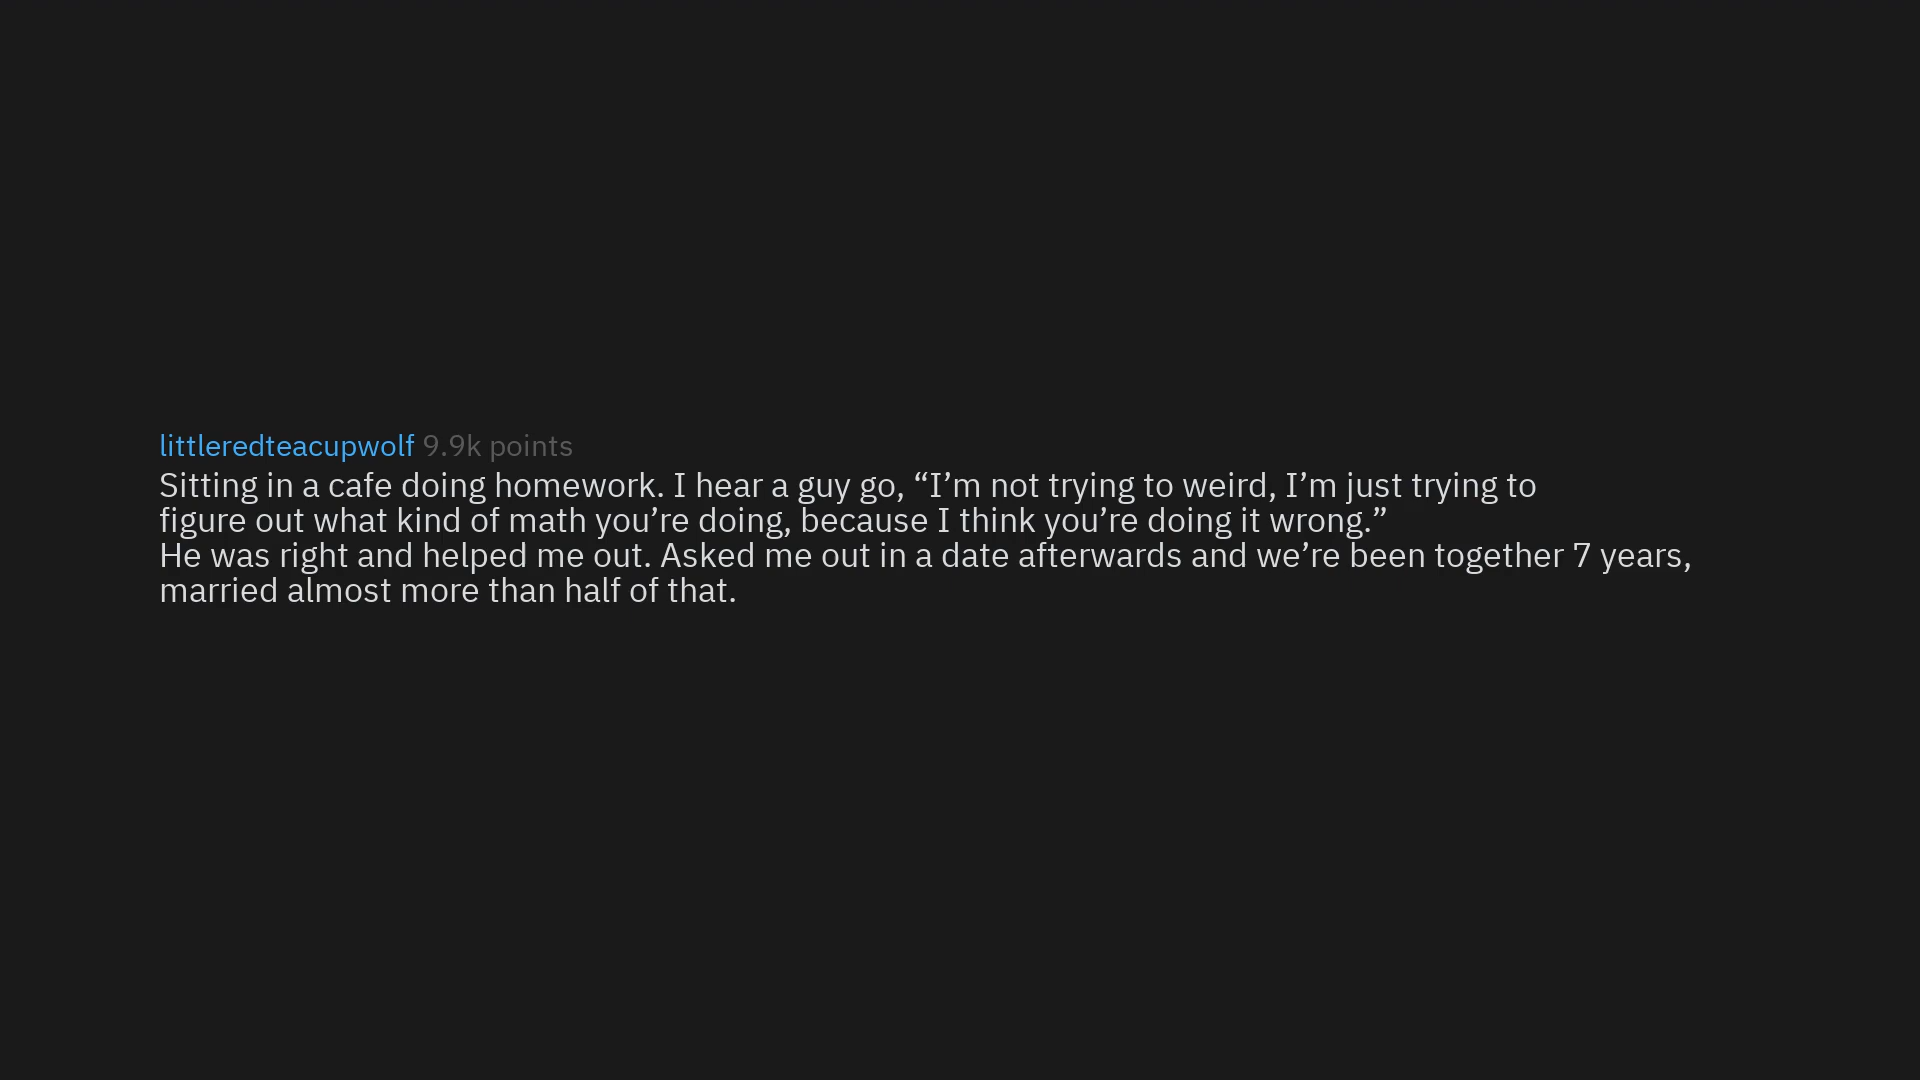 littleredteacupwolf 9.9k points
Sitting in a cafe doing homework. I hear a guy go, “I’m not trying to weird, I’m just trying to
figure out what kind of math you’re doing, because I think you’re doing it wrong.”
He was right and helped me out. Asked me out in a date afterwards and we’re been together 7 years,
married almost more than half of that.